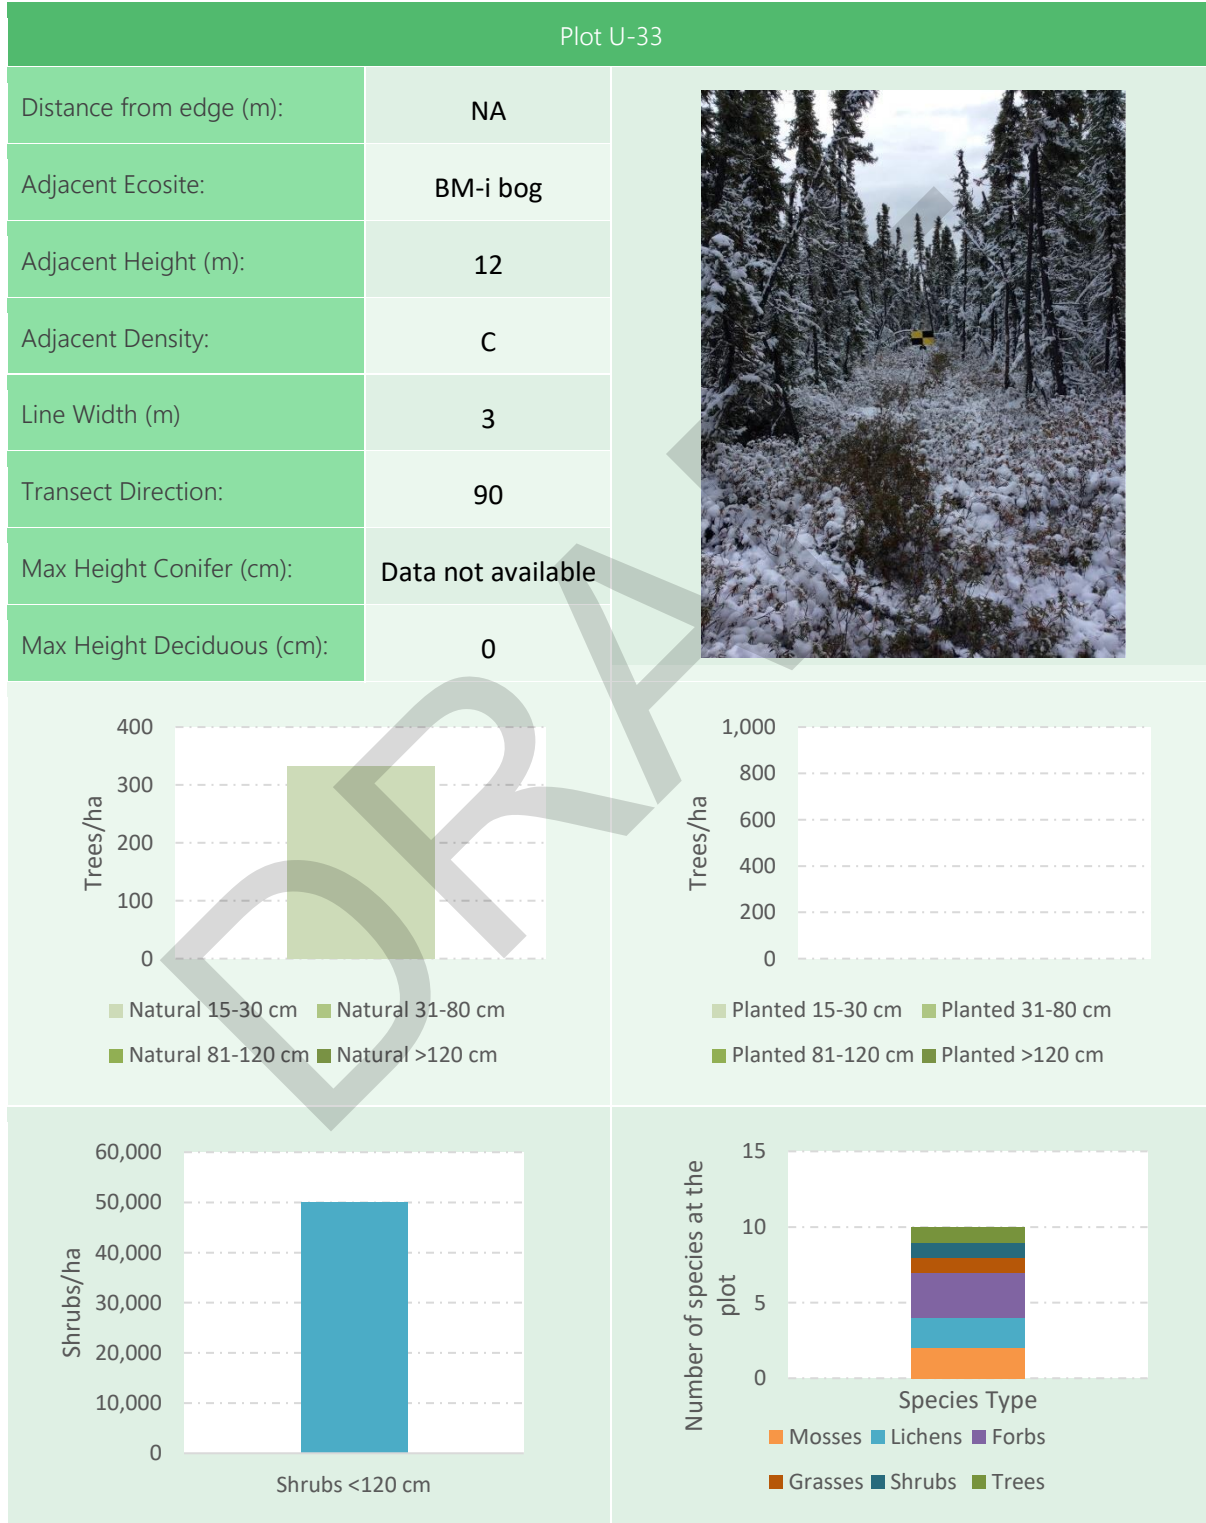 Plot U-33
Distance from edge (m): NA
Adjacent Ecosite: BM-i bog
Adjacent Height (m): 12
Adjacent Density: C
Line Width (m) 3
Transect Direction: 90
Max Height Conifer (cm): Data not available
Max Height Deciduous (cm): 0
DRAFT
Trees/ha
400
300
200
100
0
Natural 15-30 cm Natural 31-80 cm
Natural 81-120 cm Natural >120 cm
Trees/ha
1,000
800
600
400
200
0
Planted 15-30 cm Planted 31-80 cm
Planted 81-120 cm Planted >120 cm
Shrubs/ha
60,000
50,000
40,000
30,000
20,000
10,000
0
Shrubs <120 cm
Number of species at the
plot
15
10
5
0
Species Type
Mosses Lichens Forbs
Grasses Shrubs Trees